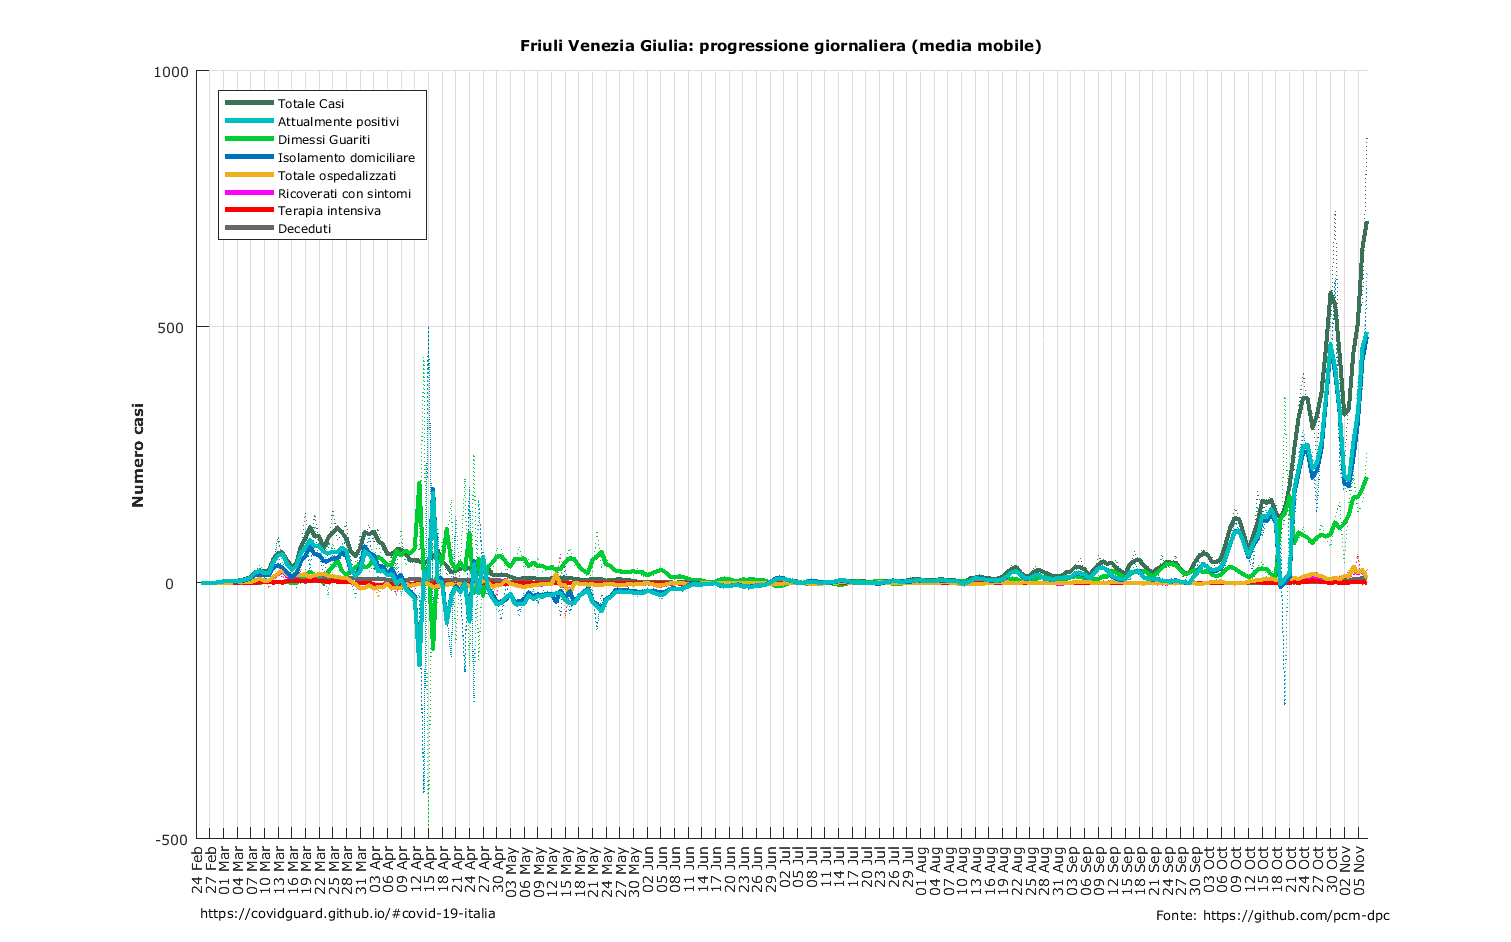 Friuli Venezia Giulia: progressione giornaliera (media mobile)
1000
500
0
-500
Numero casi
Totale Casi
Attualmente positivi
Dimessi Guariti
Isolamento domiciliare
Totale ospedalizzati
Ricoverati con sintomi
Terapia intensiva
Deceduti
24 Feb
27 Feb
01 Mar
04 Mar
07 Mar
10 Mar
13 Mar
16 Mar
19 Mar
22 Mar
25 Mar
28 Mar
31 Mar
03 Apr
06 Apr
09 Apr
12 Apr
15 Apr
18 Apr
21 Apr
24 Apr
27 Apr
30 Apr
03 May
06 May
09 May
12 May
15 May
18 May
21 May
24 May
27 May
30 May
02 Jun
05 Jun
08 Jun
11 Jun
14 Jun
17 Jun
20 Jun
23 Jun
26 Jun
29 Jun
02 Jul
05 Jul
08 Jul
11 Jul
14 Jul
17 Jul
20 Jul
23 Jul
26 Jul
29 Jul
01 Aug
04 Aug
07 Aug
10 Aug
13 Aug
16 Aug
19 Aug
22 Aug
25 Aug
28 Aug
31 Aug
03 Sep
06 Sep
09 Sep
12 Sep
15 Sep
18 Sep
21 Sep
24 Sep
27 Sep
30 Sep
03 Oct
06 Oct
09 Oct
12 Oct
15 Oct
18 Oct
21 Oct
24 Oct
27 Oct
30 Oct
02 Nov
05 Nov
https://covidguard.github.io/#covid-19-italia
Fonte: https://github.com/pcm-dpc